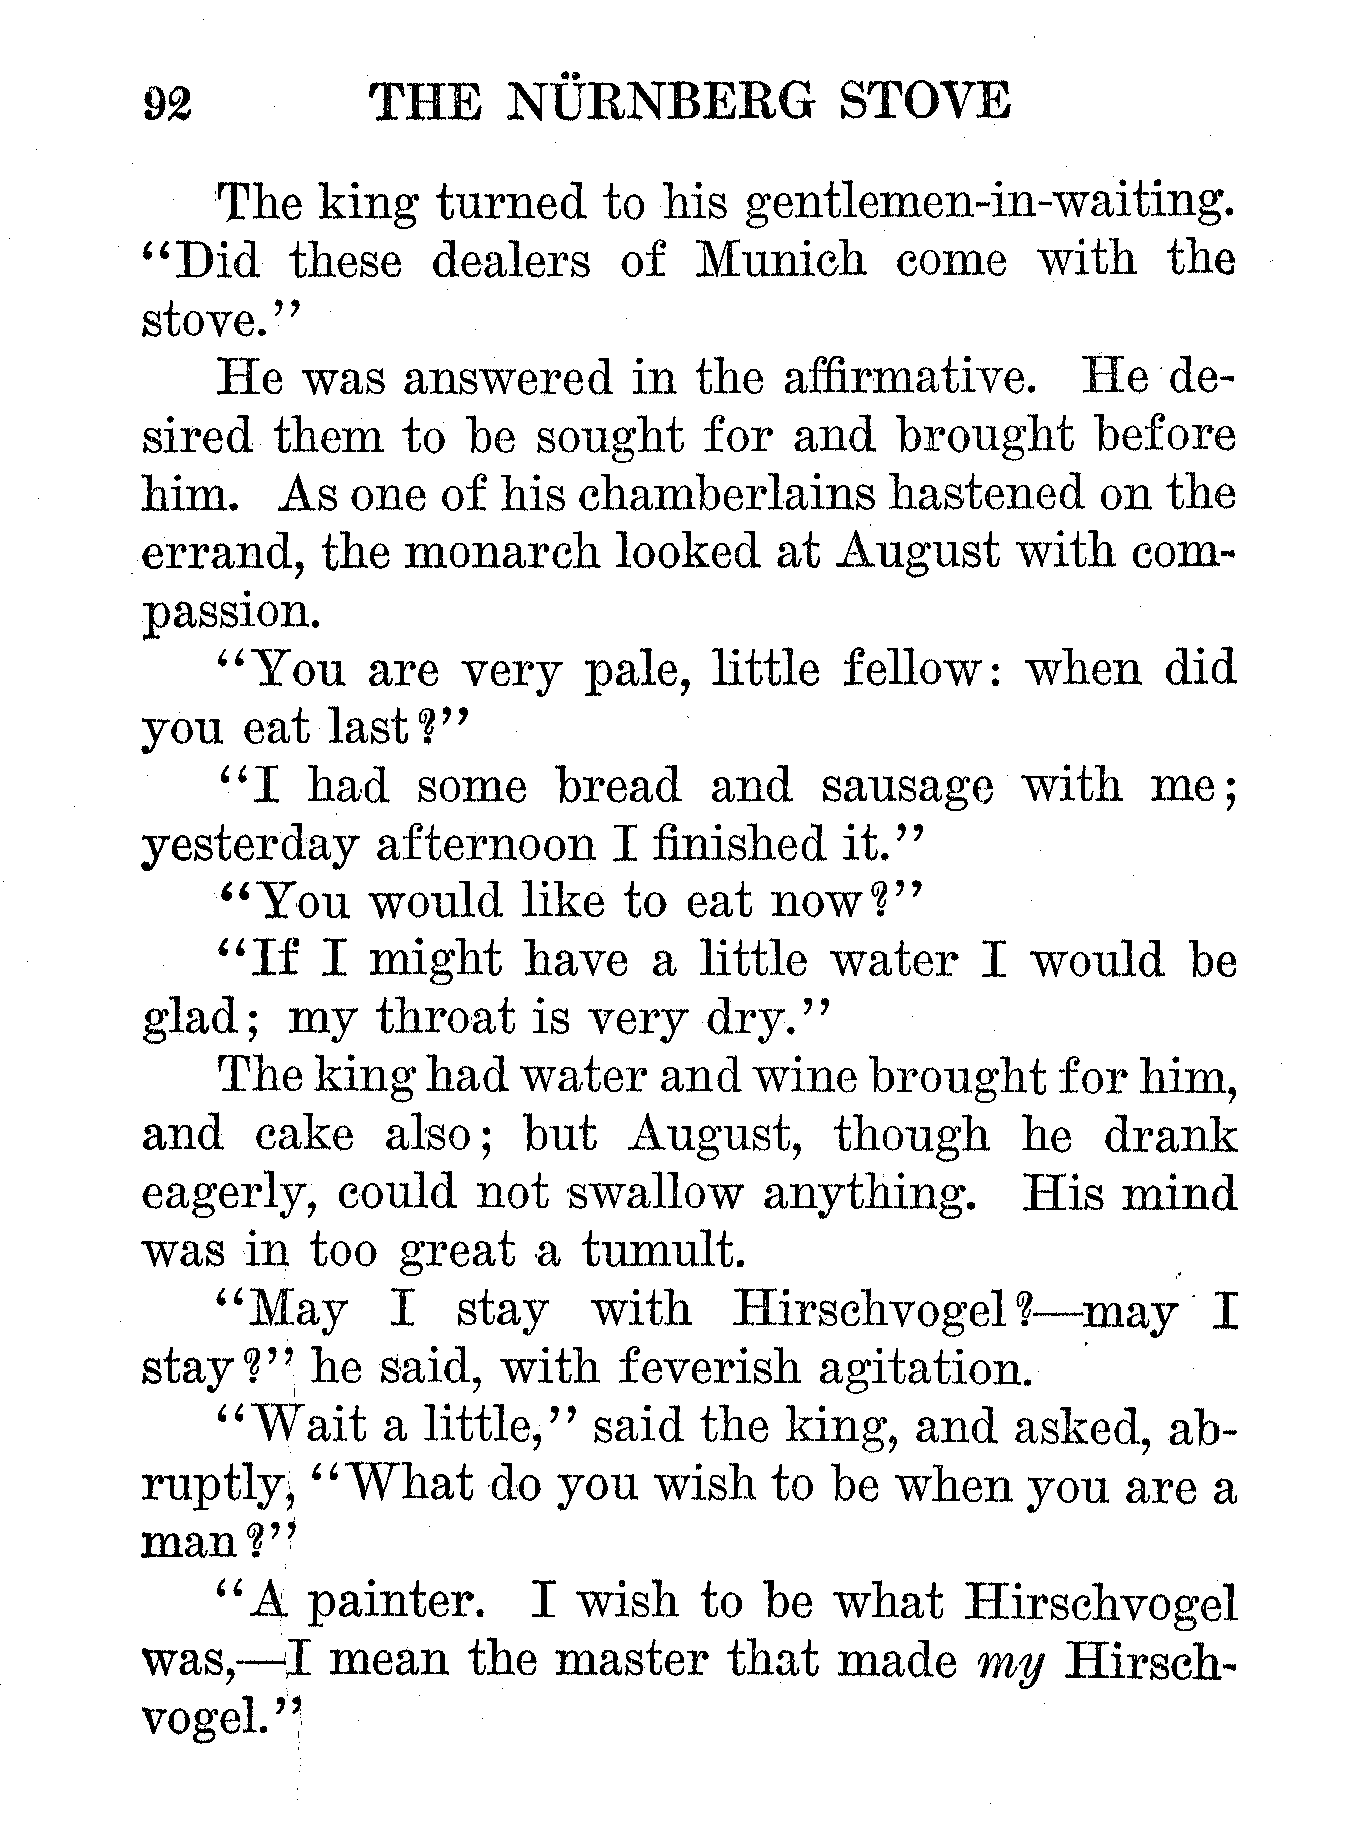 92 THE NÜRNBERG STOVE
The king turned to his gentlemen-in-waiting.
"Did these dealers of Munich come with the
stove."
He was answered in the affirmative. He de-
sired them to be sought for and brought before
him. As one of his chamberlains hastened on the
errand, the monarch looked at August with com-
passion.
"You are very pale, little fellow: when did
you eat last?"
"I had some bread and sausage with me;
yesterday afternoon I finished it."
"You would like to eat now?"
"If I might have a little water I would be
glad; my throat is very dry."
The king had water and wine brought for him,
and cake also; but August, though he drank
eagerly, could not swallow anything. His mind
was in too great a tumult.
"May I stay with Hirschvogel?—may I
stay?" he said, with feverish agitation.
"Wait a little," said the king, and asked, ab-
ruptly, "What do you wish to be when you are a
man?"
"A painter. I wish to be what Hirschvogel
was,—I mean the master that made my Hirsch-
vogel."